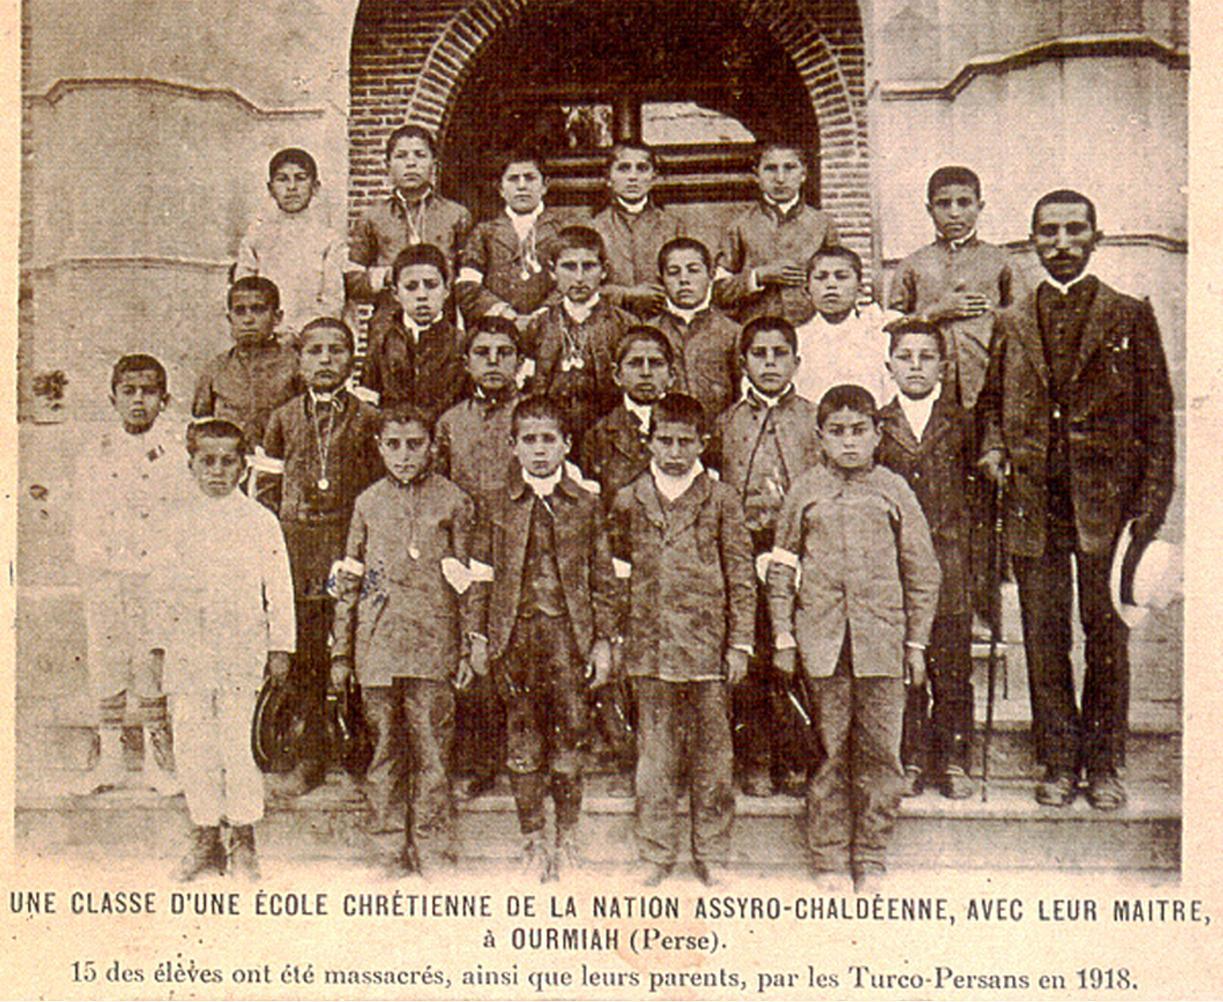 UNE CLASSE D'UNE ÉCOLE CHRÉTIENNE DE LA NATION ASSYRO-CHALDÉENNE, AVEC LEUR MAITRE,
à OURMIAH (Perse).
15 des élèves ont été massacrés, ainsi que leurs parents, par les Turco-Persans en 1918.